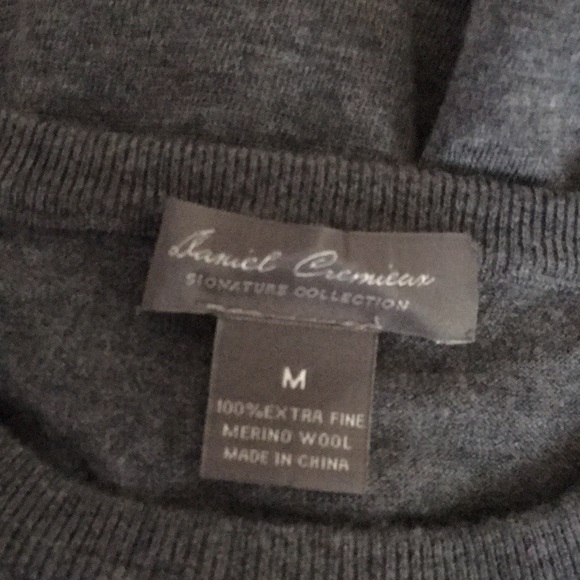 Daniel Cremieux
SIGNATURE COLLECTION
M
100%EXTRA FINE
MERINO WOOL
MADE IN CHINA